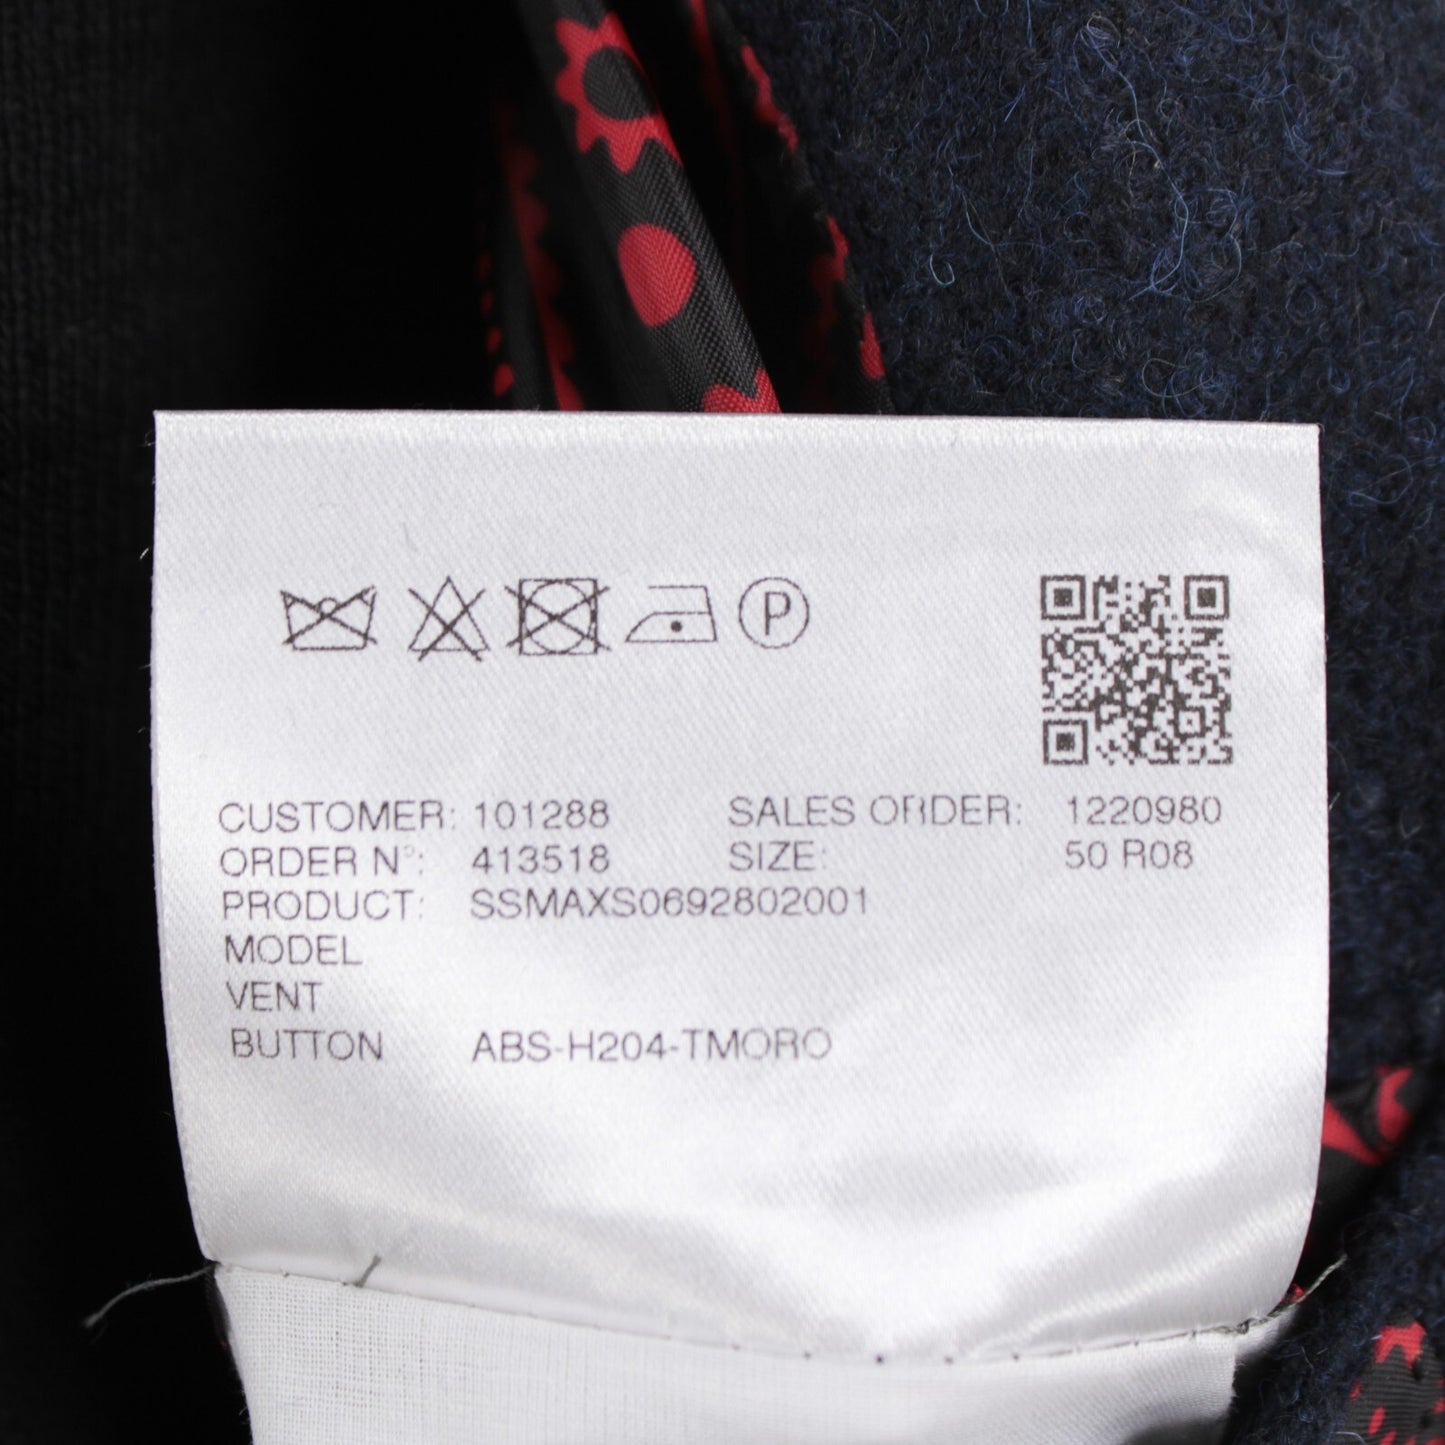 P
CUSTOMER: 101288 SALES ORDER: 1220980
ORDER N°: 413518 SIZE: 50 R08
PRODUCT: SSMAXS0692802001
MODEL
VENT
BUTTON ABS-H204-TMORO